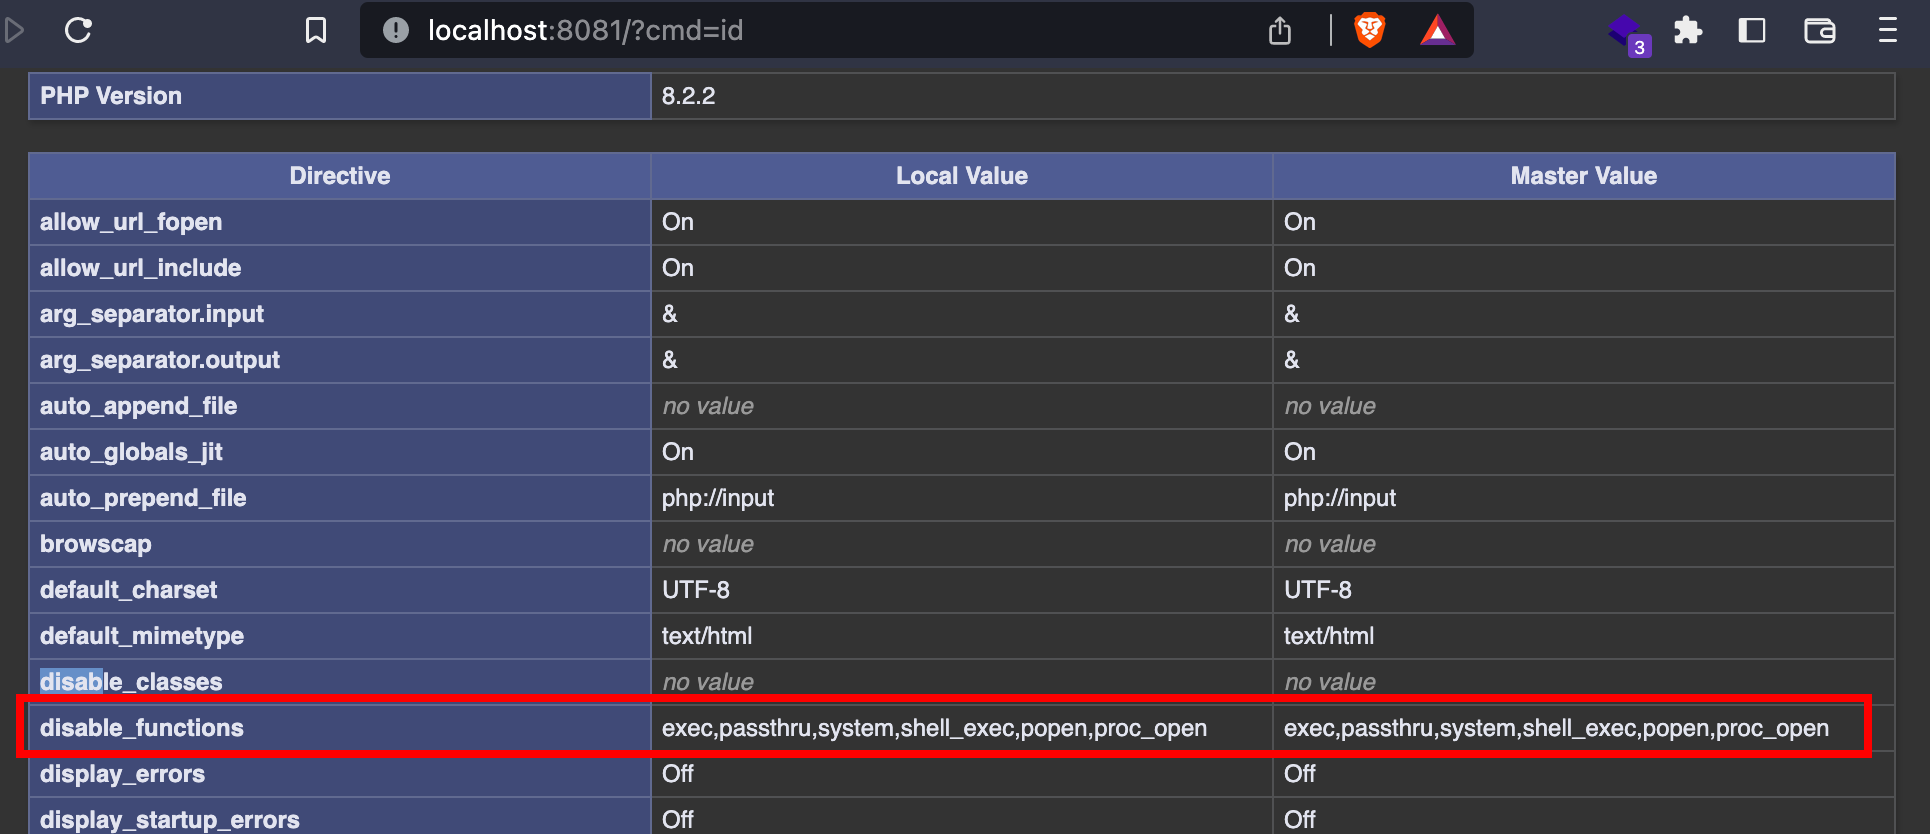 localhost:8081/?cmd=id
3
PHP Version 8.2.2
Directive Local Value Master Value
allow_url_fopen On On
allow_url_include On On
arg_separator.input & &
arg_separator.output & &
auto_append_file no value no value
auto_globals_jit On On
auto_prepend_file php://input php://input
browscap no value no value
default_charset UTF-8 UTF-8
default_mimetype text/html text/html
disable_classes no value no value
disable_functions exec,passthru,system,shell_exec,popen,proc_open exec,passthru,system,shell_exec,popen,proc_open
display_errors Off Off
display_startup_errors Off Off